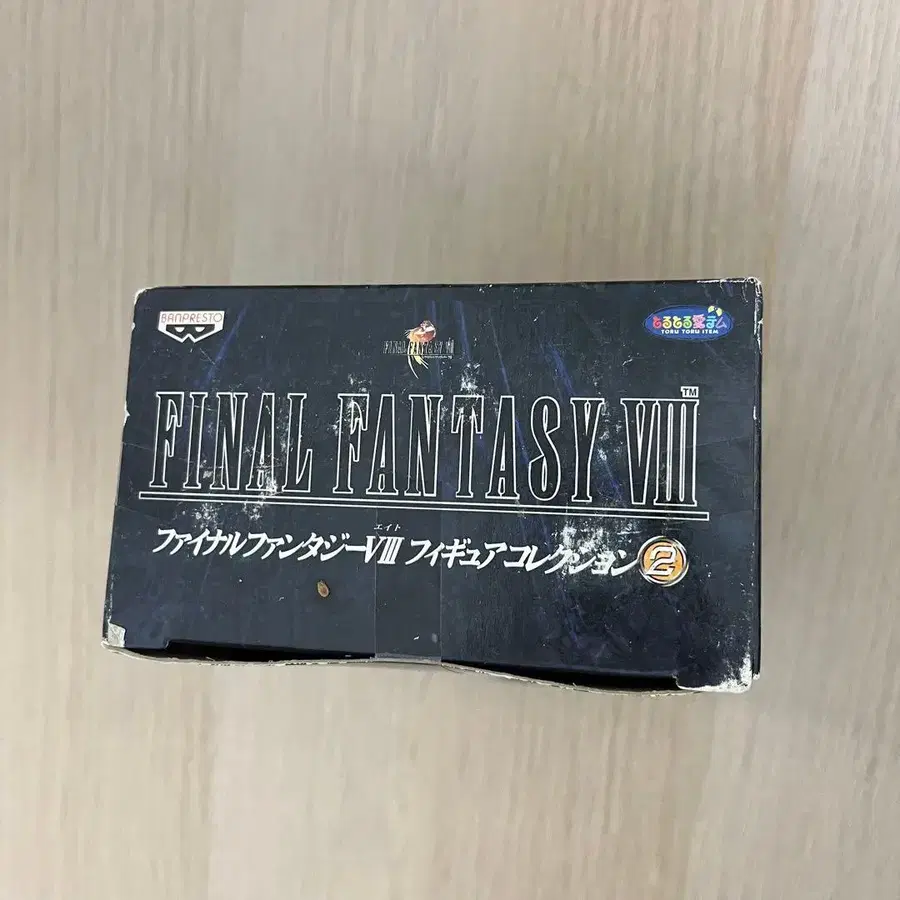 BANPRESTO
とるとる愛テム
TORU TORU ITEM
FINAL FANTASY VIII
FINAL FANTASY VIII™
エイト
ファイナルファンタジーVIII フィギュアコレクション2